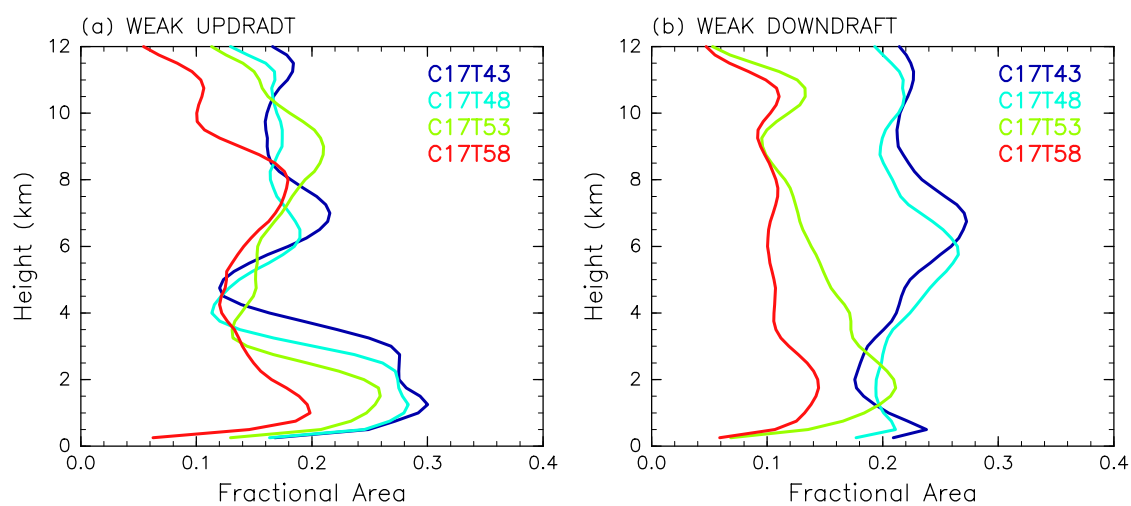 (a) WEAK UPDRADT
12
10
8
6
4
2
0
Height (km)
C17T43
C17T48
C17T53
C17T58
0.0 0.1 0.2 0.3 0.4
Fractional Area
(b) WEAK DOWNDRAFT
12
10
8
6
4
2
0
Height (km)
C17T43
C17T48
C17T53
C17T58
0.0 0.1 0.2 0.3 0.4
Fractional Area